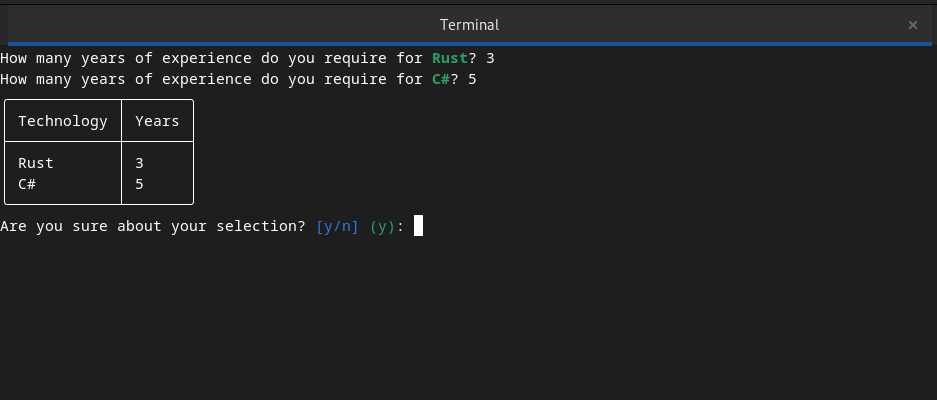 Terminal ×
How many years of experience do you require for Rust? 3
How many years of experience do you require for C#? 5
Technology Years
Rust 3
C# 5
Are you sure about your selection? [y/n] (y):